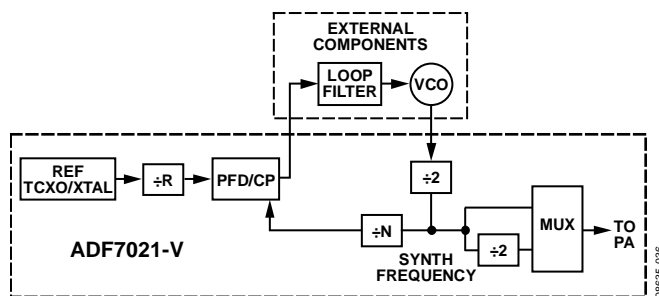 EXTERNAL
COMPONENTS
LOOP
FILTER
VCO
REF
TCXO/XTAL
÷R
PFD/CP
÷2
÷N
SYNTH
FREQUENCY
÷2
MUX
TO
PA
ADF7021-V